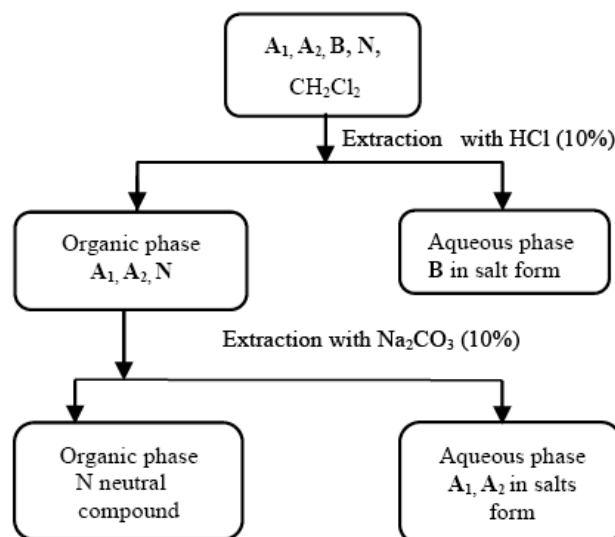 A₁, A₂, B, N,
CH₂Cl₂
Extraction with HCl (10%)
Organic phase
A₁, A₂, N
Aqueous phase
B in salt form
Extraction with Na₂CO₃ (10%)
Organic phase
N neutral
compound
Aqueous phase
A₁, A₂ in salts
form